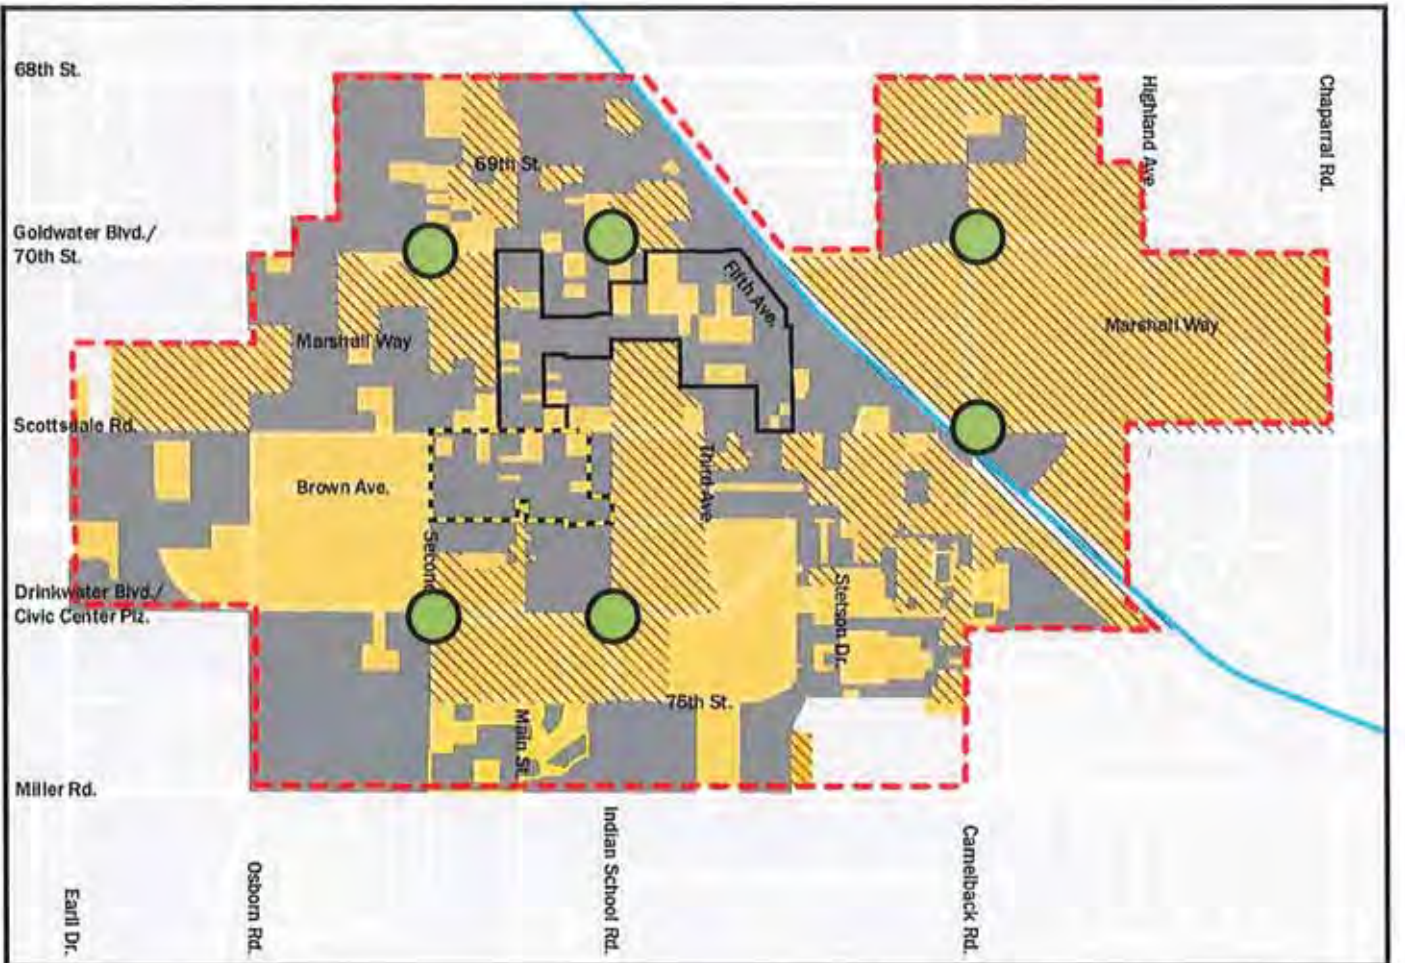 68th St.
Highland Ave.
Chaparral Rd.
69th St.
Goldwater Blvd./
70th St.
Fifth Ave.
Marshall Way
Marshall Way
Scottsdale Rd.
Third Ave.
Brown Ave.
Second
Stetson Dr.
Drinkwater Blvd./
Civic Center Plz.
75th St.
Main St.
Miller Rd.
Earll Dr.
Osborn Rd.
Indian School Rd.
Camelback Rd.